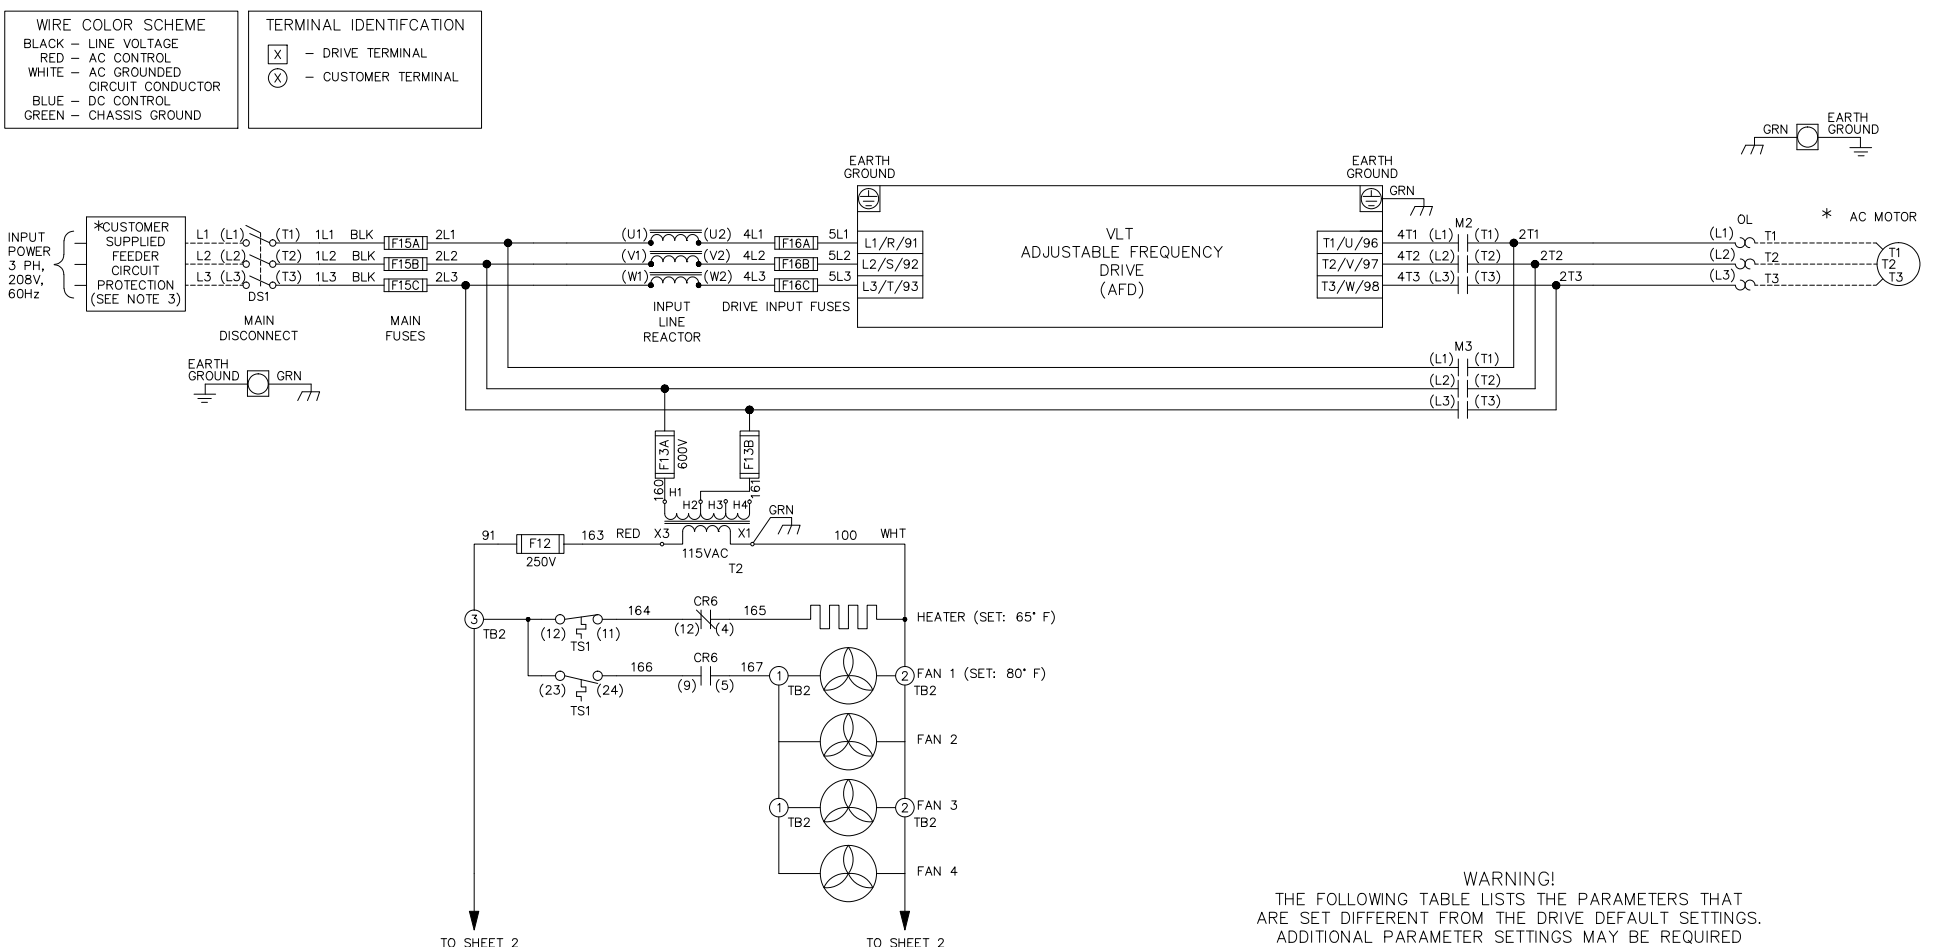 WIRE COLOR SCHEME
BLACK – LINE VOLTAGE
RED – AC CONTROL
WHITE – AC GROUNDED
CIRCUIT CONDUCTOR
BLUE – DC CONTROL
GREEN – CHASSIS GROUND
TERMINAL IDENTIFCATION
X – DRIVE TERMINAL
X – CUSTOMER TERMINAL
GRN
EARTH
GROUND
EARTH
GROUND
EARTH
GROUND
GRN
INPUT
POWER
3 PH,
208V,
60Hz
*CUSTOMER
SUPPLIED
FEEDER
CIRCUIT
PROTECTION
(SEE NOTE 3)
L1 (L1) (T1) 1L1 BLK F15A 2L1
L2 (L2) (T2) 1L2 BLK F15B 2L2
L3 (L3) (T3) 1L3 BLK F15C 2L3
DS1
MAIN
DISCONNECT
MAIN
FUSES
(U1) (U2) 4L1 F16A 5L1 L1/R/91
(V1) (V2) 4L2 F16B 5L2 L2/S/92
(W1) (W2) 4L3 F16C 5L3 L3/T/93
INPUT
LINE
REACTOR
DRIVE INPUT FUSES
VLT
ADJUSTABLE FREQUENCY
DRIVE
(AFD)
M2
T1/U/96 4T1 (L1) (T1) 2T1
T2/V/97 4T2 (L2) (T2) 2T2
T3/W/98 4T3 (L3) (T3) 2T3
OL
* AC MOTOR
(L1) T1
(L2) T2
(L3) T3
T1
T2
T3
M3
(L1) (T1)
(L2) (T2)
(L3) (T3)
EARTH
GROUND
GRN
F13A
600V
F13B
160
161
H1
H2 H3 H4
GRN
91 F12 163 RED X3 X1 100 WHT
250V
115VAC
T2
3
TB2
(12) (11)
TS1
164
CR6
(12) (4)
165
HEATER (SET: 65° F)
(23) (24)
TS1
166
CR6
(9) (5)
167
1
TB2
2
TB2
FAN 1 (SET: 80° F)
FAN 2
1
TB2
2
TB2
FAN 3
FAN 4
TO SHEET 2
TO SHEET 2
WARNING!
THE FOLLOWING TABLE LISTS THE PARAMETERS THAT
ARE SET DIFFERENT FROM THE DRIVE DEFAULT SETTINGS.
ADDITIONAL PARAMETER SETTINGS MAY BE REQUIRED